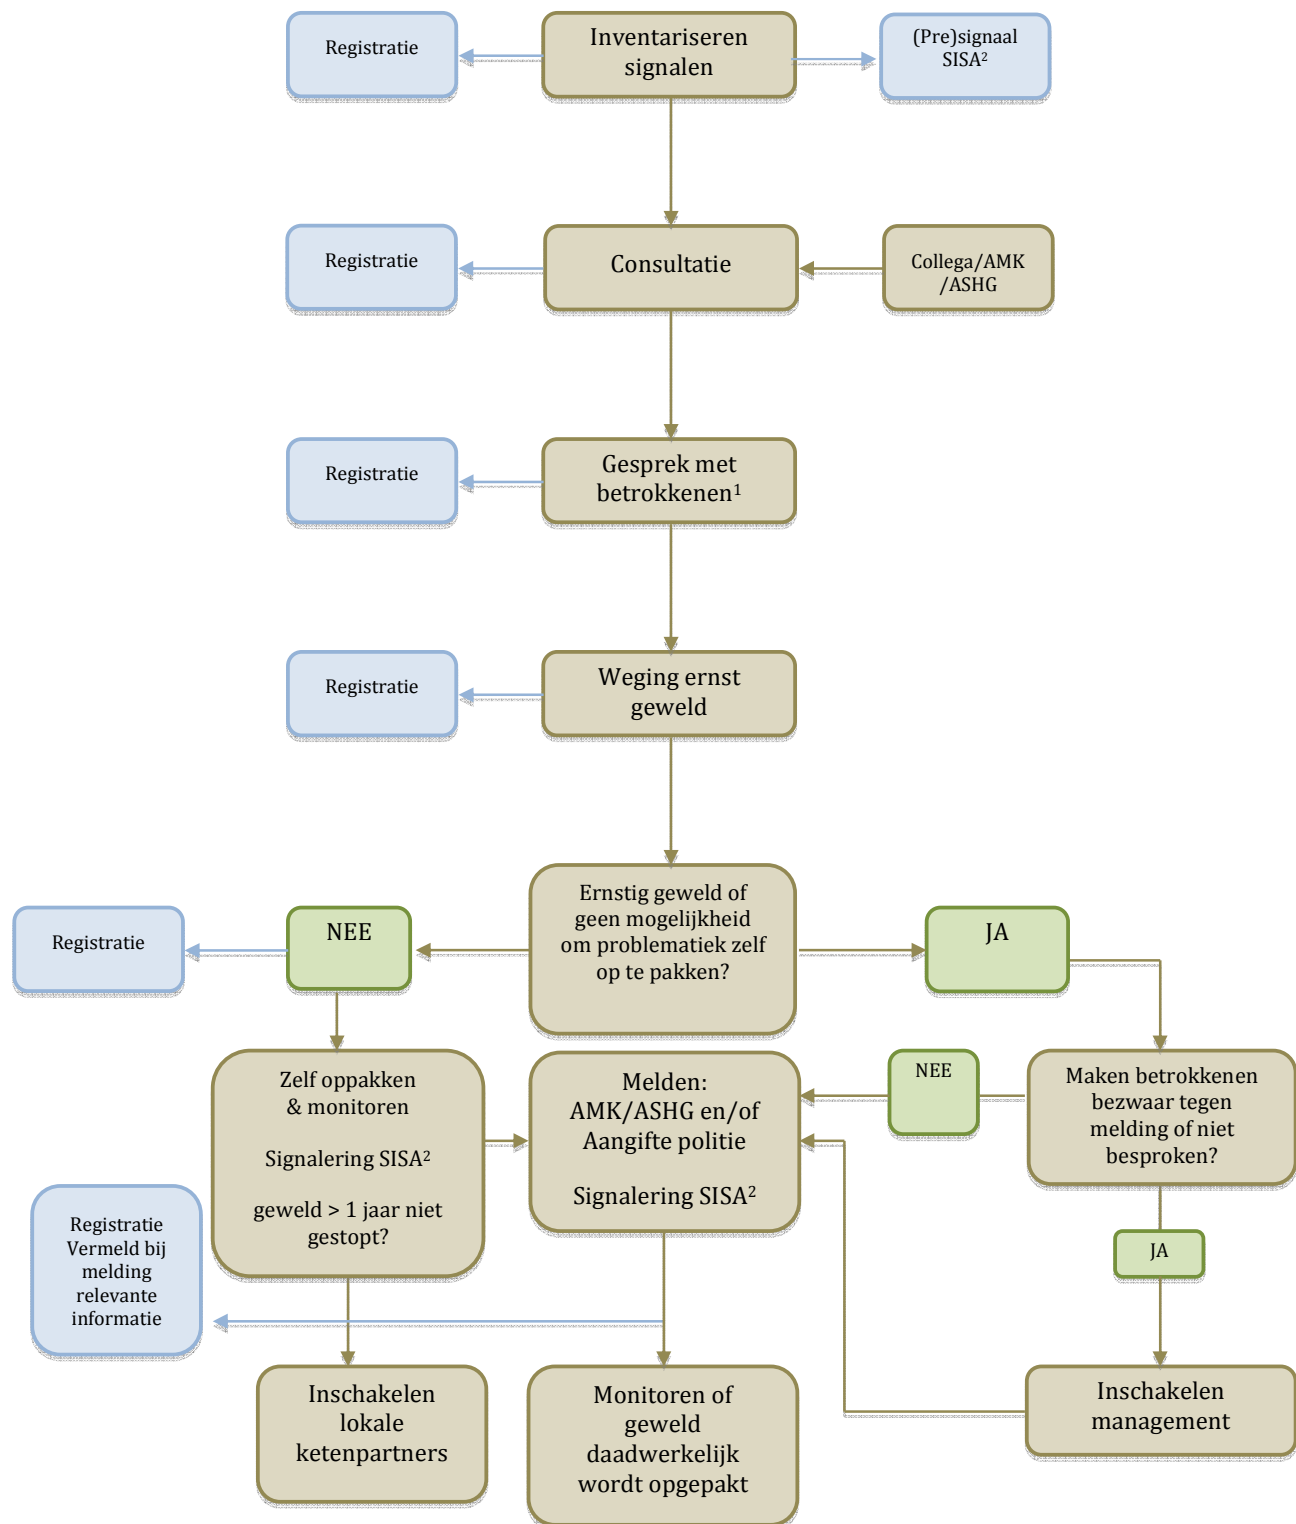 Registratie
Inventariseren
signalen
(Pre)signaal
SISA²
Registratie
Consultatie
Collega/AMK
/ASHG
Registratie
Gesprek met
betrokkenen¹
Registratie
Weging ernst
geweld
Registratie
NEE
Ernstig geweld of
geen mogelijkheid
om problematiek zelf
op te pakken?
JA
Zelf oppakken
& monitoren
Signalering SISA²
geweld > 1 jaar niet
gestopt?
Melden:
AMK/ASHG en/of
Aangifte politie
Signalering SISA²
NEE
Maken betrokkenen
bezwaar tegen
melding of niet
besproken?
Registratie
Vermeld bij
melding
relevante
informatie
JA
Inschakelen
lokale
ketenpartners
Monitoren of
geweld
daadwerkelijk
wordt opgepakt
Inschakelen
management